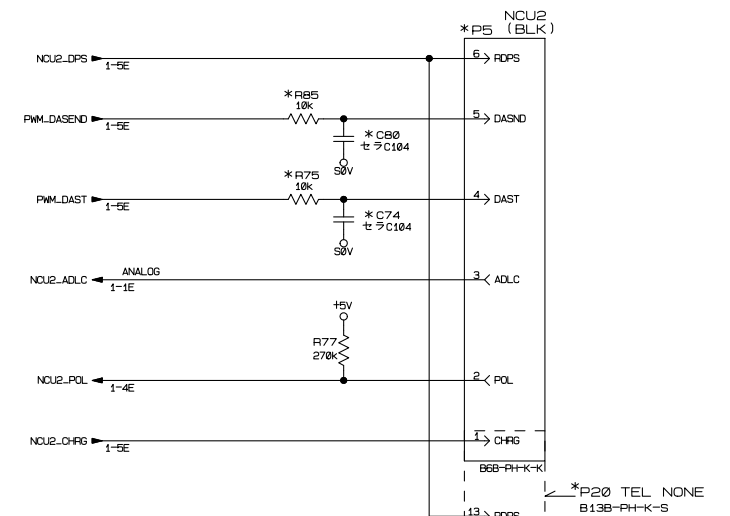 NCU2
*P5 (BLK)
NCU2_DPS 1-5E 6 RDPS
*R85
10k
PWM_DASEND 1-5E 5 DASND
*C80
セラC104
S0V
*R75
10k
PWM_DAST 1-5E 4 DAST
*C74
セラC104
S0V
ANALOG
NCU2_ADLC 1-1E 3 ADLC
+5V
R77
270k
NCU2_POL 1-4E 2 POL
NCU2_CHRG 1-5E 1 CHRG
B6B-PH-K-K
*P20 TEL NONE
B13B-PH-K-S
13 RDPS